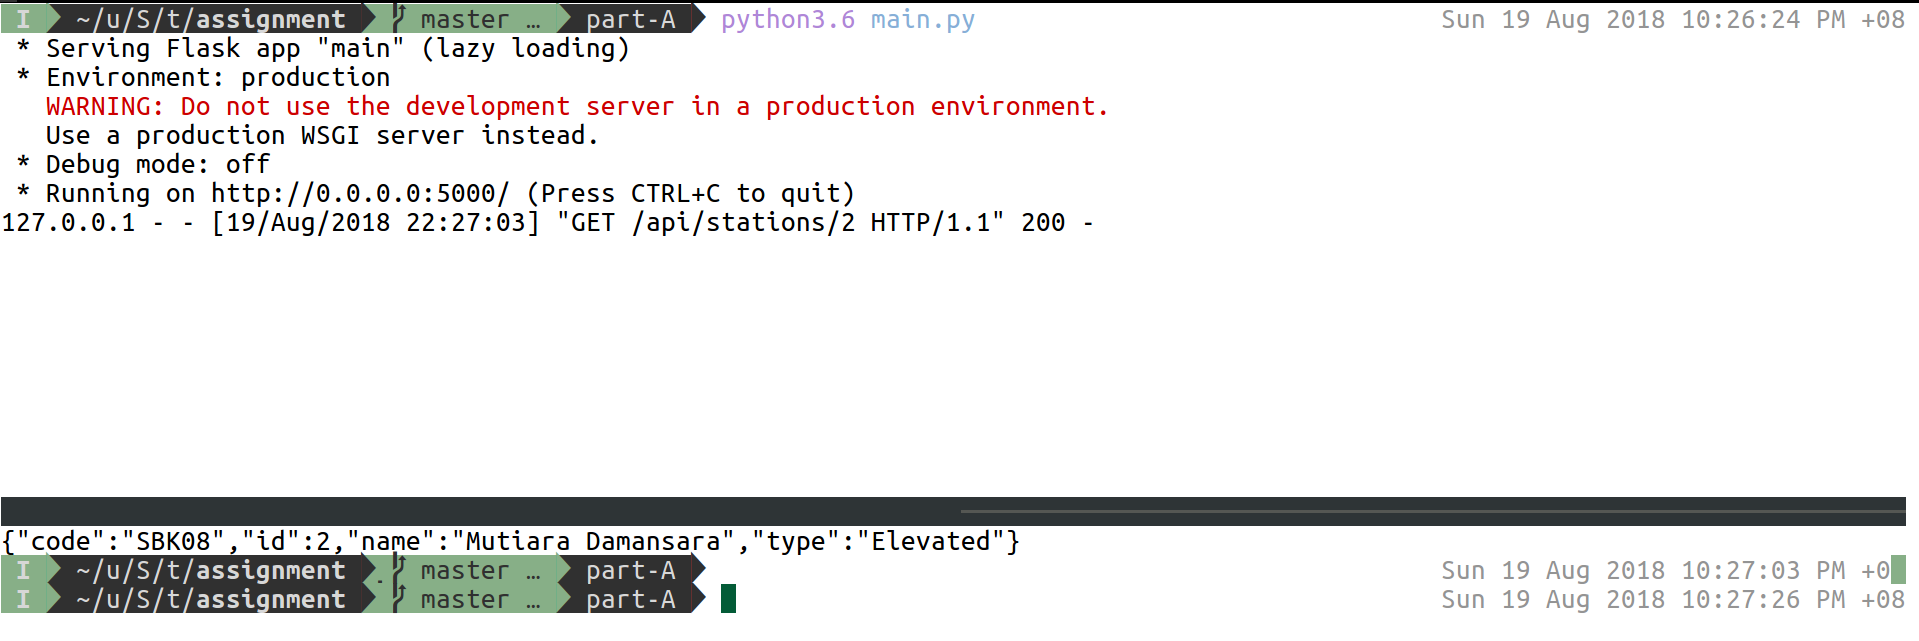 I ~/u/S/t/assignment master … part-A python3.6 main.py Sun 19 Aug 2018 10:26:24 PM +08
* Serving Flask app "main" (lazy loading)
* Environment: production
WARNING: Do not use the development server in a production environment.
Use a production WSGI server instead.
* Debug mode: off
* Running on http://0.0.0.0:5000/ (Press CTRL+C to quit)
127.0.0.1 - - [19/Aug/2018 22:27:03] "GET /api/stations/2 HTTP/1.1" 200 -
{"code":"SBK08","id":2,"name":"Mutiara Damansara","type":"Elevated"}
I ~/u/S/t/assignment master … part-A Sun 19 Aug 2018 10:27:03 PM +0
I ~/u/S/t/assignment master … part-A Sun 19 Aug 2018 10:27:26 PM +08